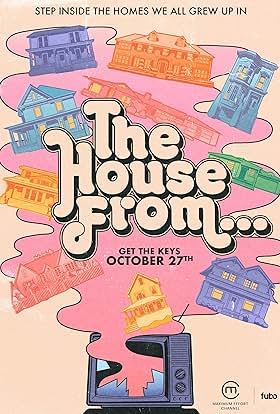 STEP INSIDE THE HOMES WE ALL GREW UP IN
The
House
From...
GET THE KEYS
OCTOBER 27TH
MAXIMUM EFFORT
CHANNEL
fubo